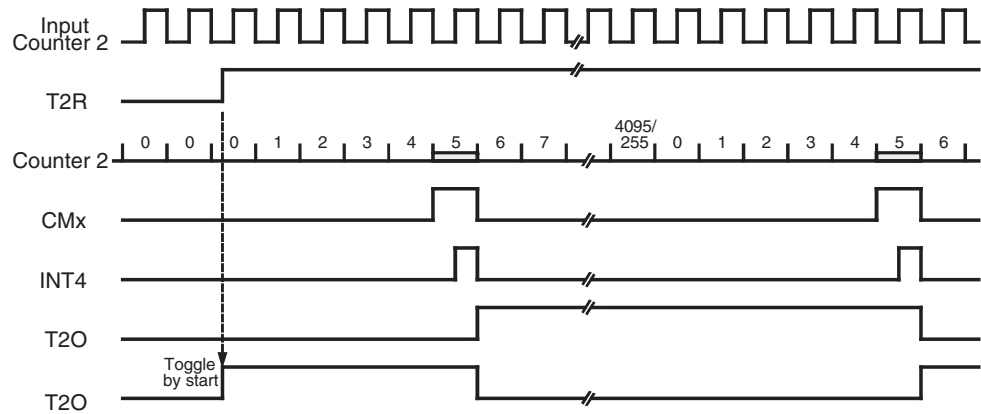 Input
Counter 2
T2R
4095/
0 0 0 1 2 3 4 5 6 7 255 0 1 2 3 4 5 6
Counter 2
CMx
INT4
T2O
Toggle
by start
T2O